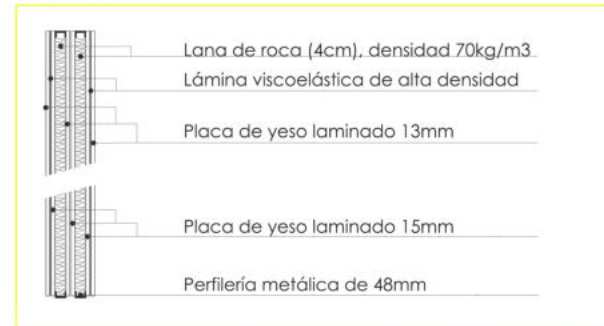 Lana de roca (4cm), densidad 70kg/m3
Lámina viscoelástica de alta densidad
Placa de yeso laminado 13mm
Placa de yeso laminado 15mm
Perfilería metálica de 48mm